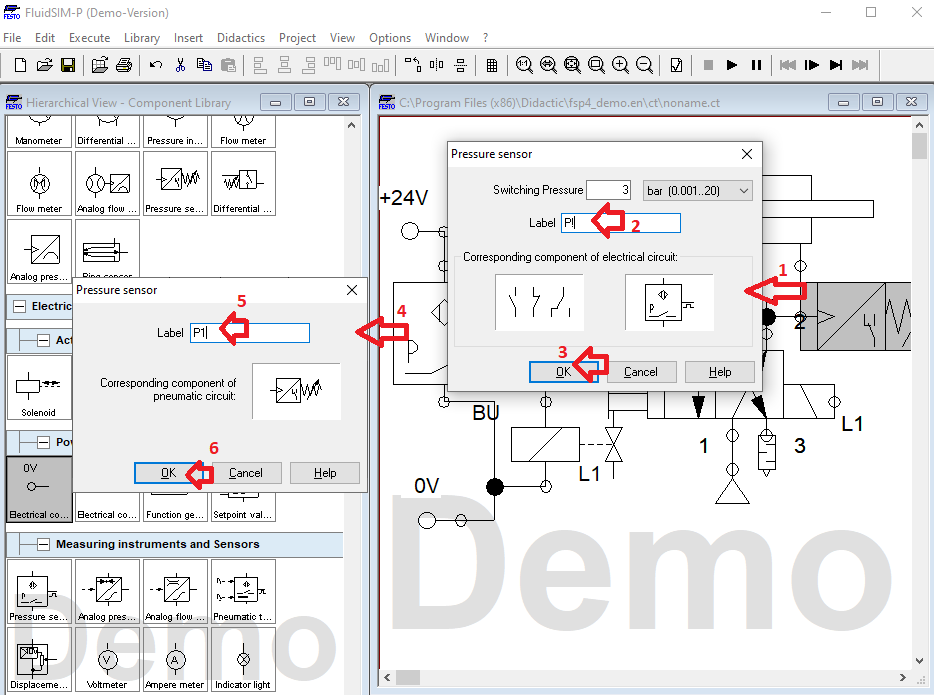 FluidSIM-P (Demo-Version)
File Edit Execute Library Insert Didactics Project View Options Window ?
FESTO Hierarchical View - Component Library
FESTO C:\Program Files (x86)\Didactic\fsp4_demo.en\ct\noname.ct
Manometer Differential ... Pressure in... Flow meter
Flow meter Analog flow ... Pressure se... Differential ...
Analog pres... Ring sensor
Electric
Act
Solenoid
Pow
0V
Electrical co... Electrical co... Function ge... Setpoint val...
Measuring instruments and Sensors
Pressure se... Analog pres... Analog flow ... Pneumatic t...
Displaceme... Voltmeter Ampere meter Indicator light
Demo
Pressure sensor
Label P1
5
4
Corresponding component of
pneumatic circuit:
6
OK Cancel Help
Pressure sensor
Switching Pressure 3 bar (0.001..20)
Label P!
2
Corresponding component of electrical circuit:
P
1
3
OK Cancel Help
+24V
2
BU
L1
1
3
L1
0V
Demo